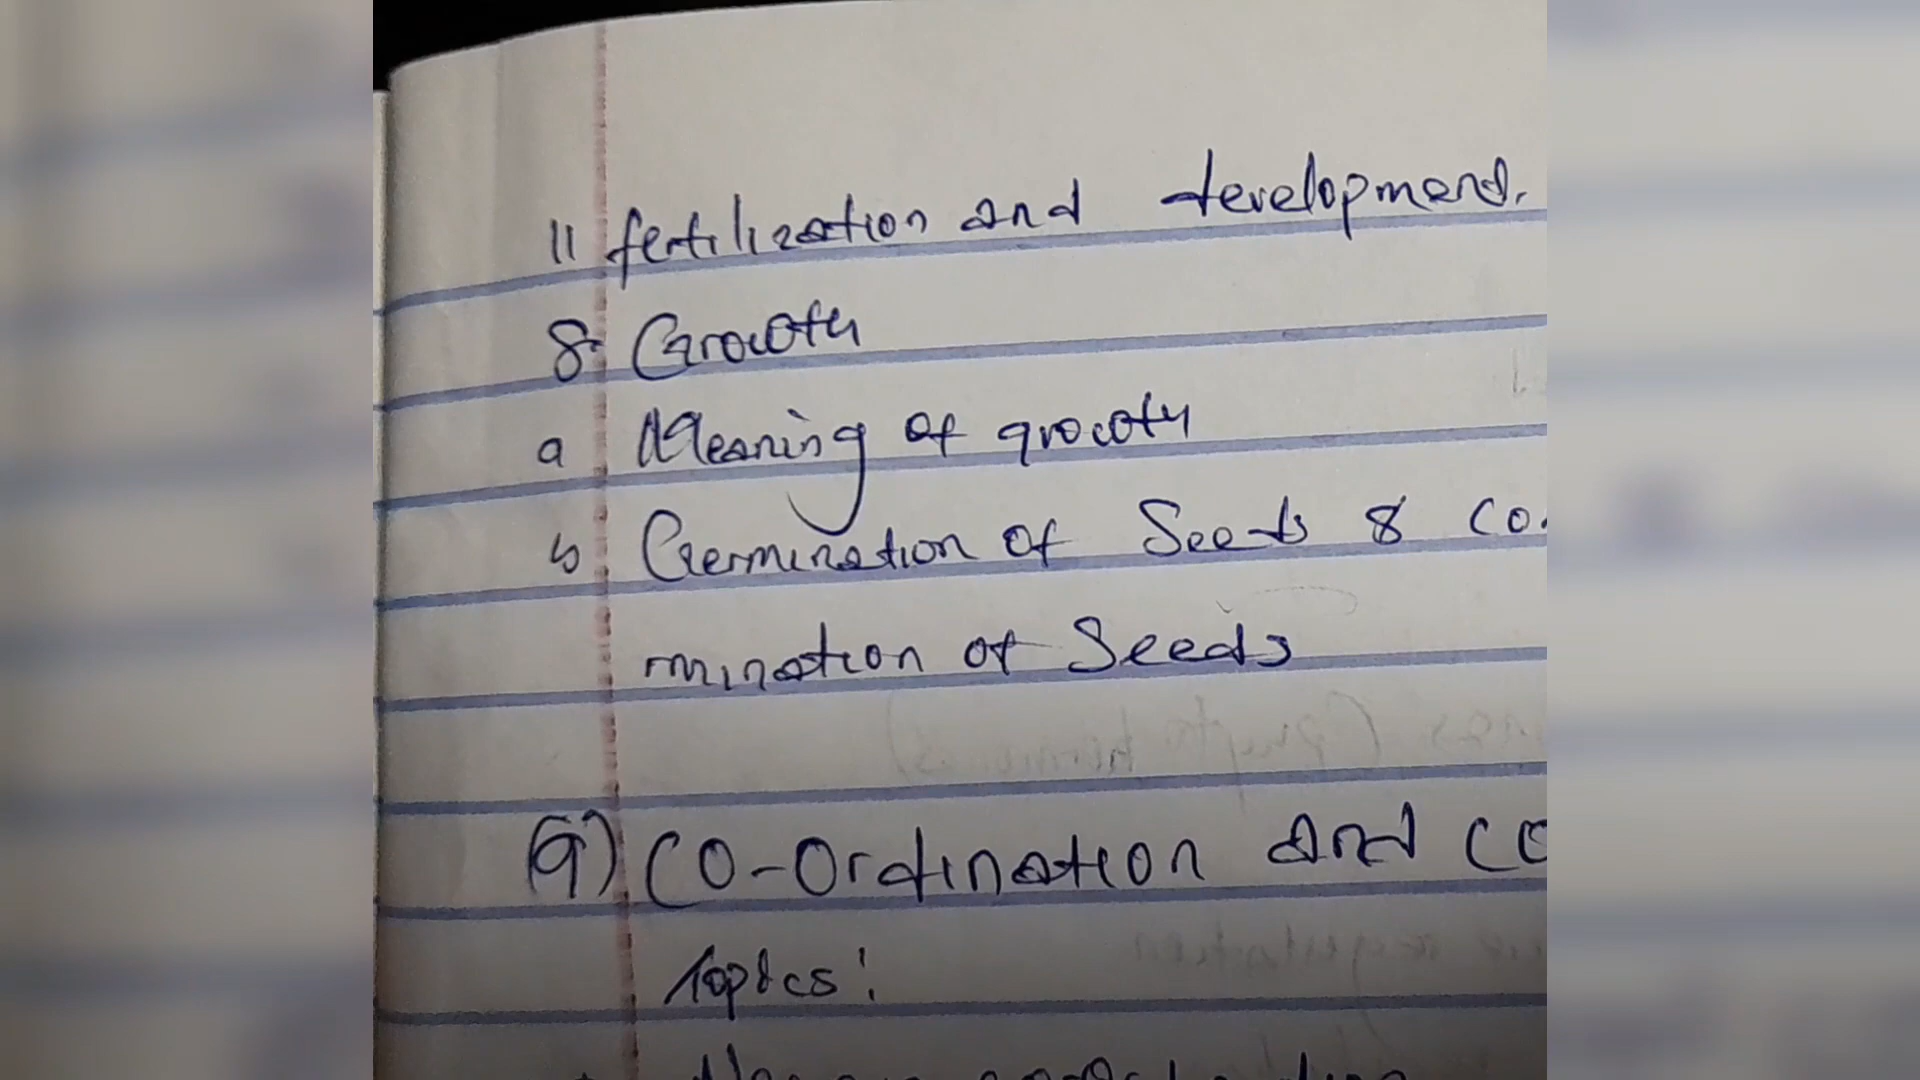 11 fertilization and development.
8. Growth
a Meaning of growth
b Germination of Seeds & co
mination of Seeds
(9) CO-Ordination and co
Topics: